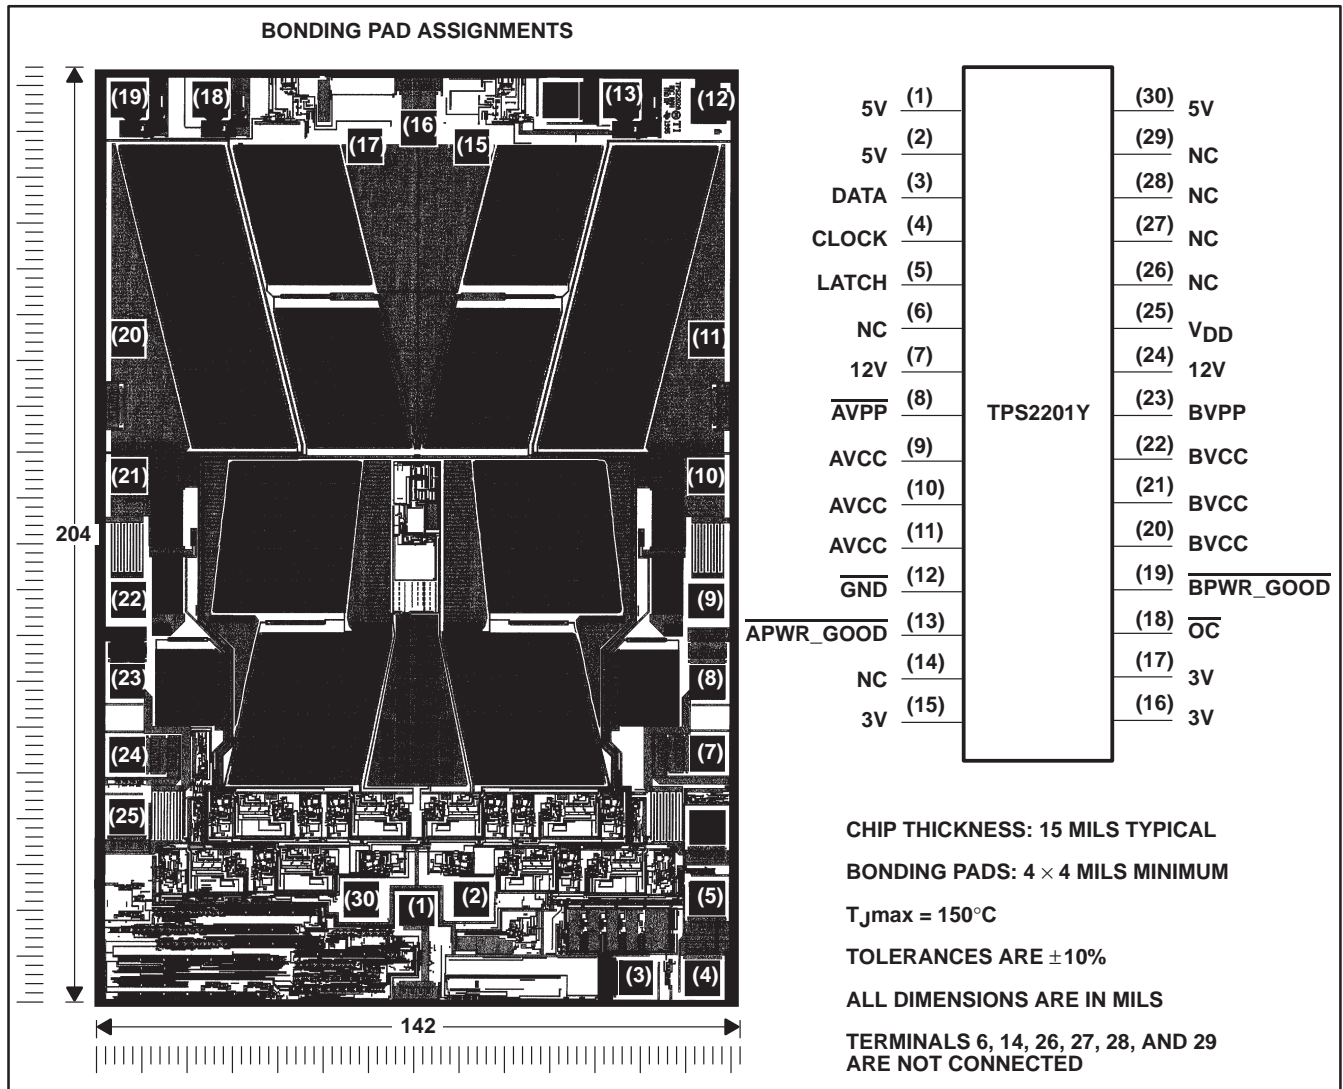 BONDING PAD ASSIGNMENTS
(19)
(18)
(16)
(13)
(12)
(17)
(15)
(20)
(11)
(21)
(10)
204
(22)
(9)
(23)
(8)
(24)
(7)
(25)
(30)
(1)
(2)
(5)
(3)
(4)
142
5V (1)
5V (2)
DATA (3)
CLOCK (4)
LATCH (5)
NC (6)
12V (7)
AVPP (8)
AVCC (9)
AVCC (10)
AVCC (11)
GND (12)
APWR_GOOD (13)
NC (14)
3V (15)
TPS2201Y
(30) 5V
(29) NC
(28) NC
(27) NC
(26) NC
(25) VDD
(24) 12V
(23) BVPP
(22) BVCC
(21) BVCC
(20) BVCC
(19) BPWR_GOOD
(18) OC
(17) 3V
(16) 3V
CHIP THICKNESS: 15 MILS TYPICAL
BONDING PADS: 4 × 4 MILS MINIMUM
TJmax = 150°C
TOLERANCES ARE ±10%
ALL DIMENSIONS ARE IN MILS
TERMINALS 6, 14, 26, 27, 28, AND 29
ARE NOT CONNECTED